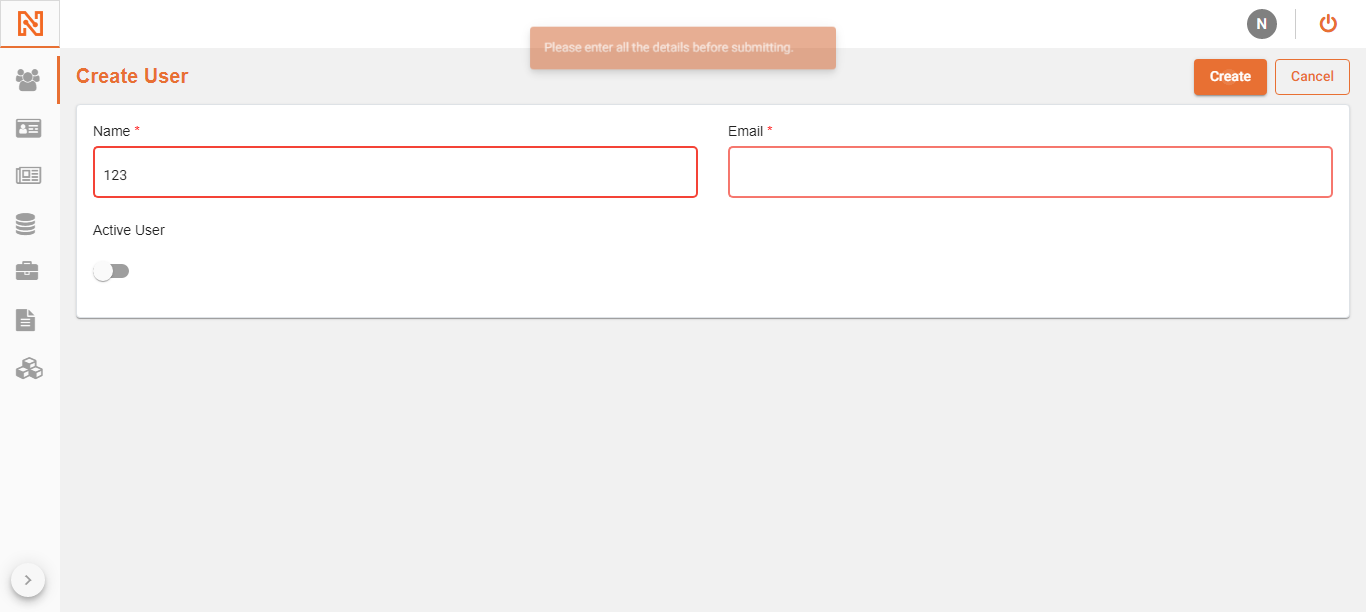 N
Please enter all the details before submitting.
Create User
Create
Cancel
Name *
Email *
123
Active User